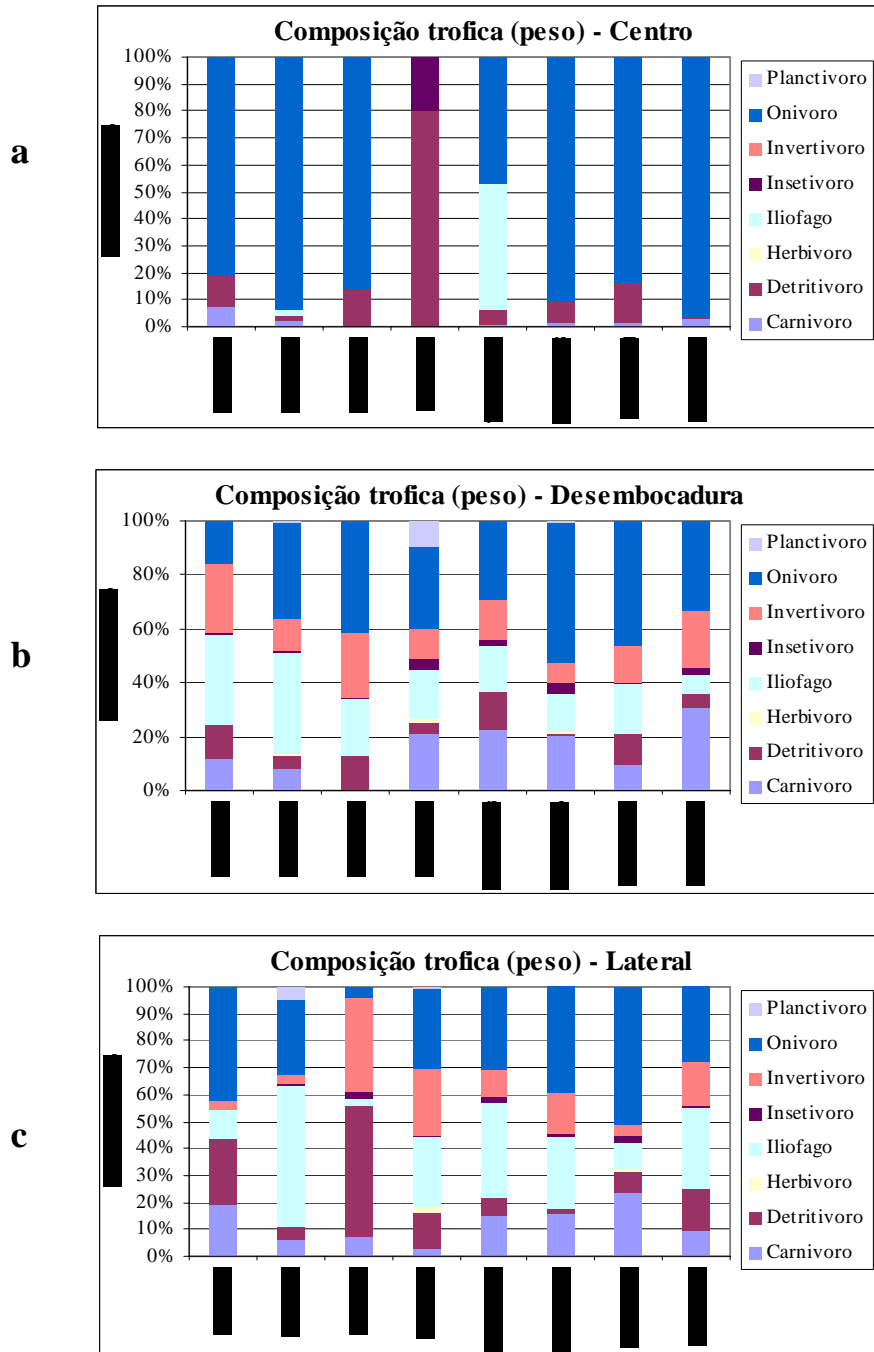 a
Composição trofica (peso) - Centro
100%
90%
80%
70%
60%
50%
40%
30%
20%
10%
0%
Planctivoro
Onivoro
Invertivoro
Insetivoro
Iliofago
Herbivoro
Detritivoro
Carnivoro
b
Composição trofica (peso) - Desembocadura
100%
80%
60%
40%
20%
0%
Planctivoro
Onivoro
Invertivoro
Insetivoro
Iliofago
Herbivoro
Detritivoro
Carnivoro
c
Composição trofica (peso) - Lateral
100%
90%
80%
70%
60%
50%
40%
30%
20%
10%
0%
Planctivoro
Onivoro
Invertivoro
Insetivoro
Iliofago
Herbivoro
Detritivoro
Carnivoro